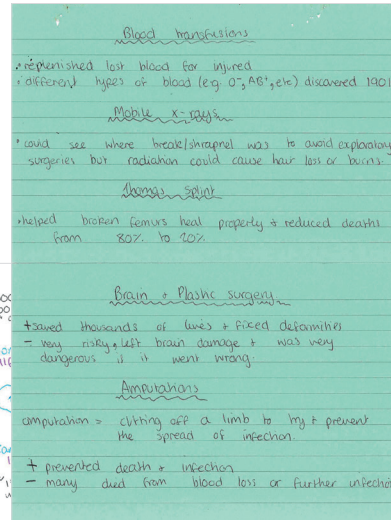 Blood transfusions
• replenished lost blood for injured
• different types of blood (e.g. O-, AB+, etc) discovered 1901
Mobile x-rays
• could see where break/shrapnel was to avoid exploratory
surgeries but radiation could cause hair loss or burns.
Thomas splint
• helped broken femurs heal properly + reduced deaths
from 80% to 20%
Brain + Plastic surgery
+ saved thousands of lives + fixed deformities
- very risky, left brain damage + was very
dangerous if it went wrong.
Amputations
amputation = cutting off a limb to try + prevent
the spread of infection.
+ prevented death + infection
- many died from blood loss or further infectio